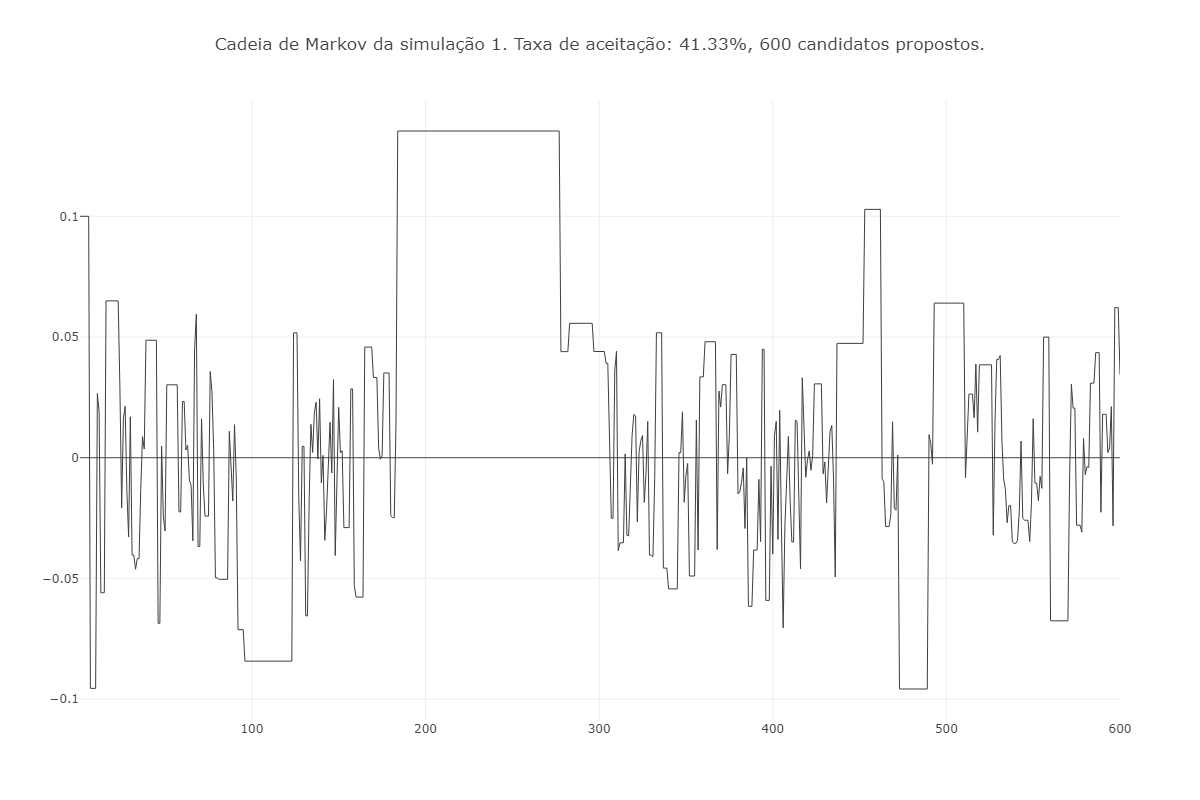 Cadeia de Markov da simulação 1. Taxa de aceitação: 41.33%, 600 candidatos propostos.
0.1
0.05
0
−0.05
−0.1
100 200 300 400 500 600